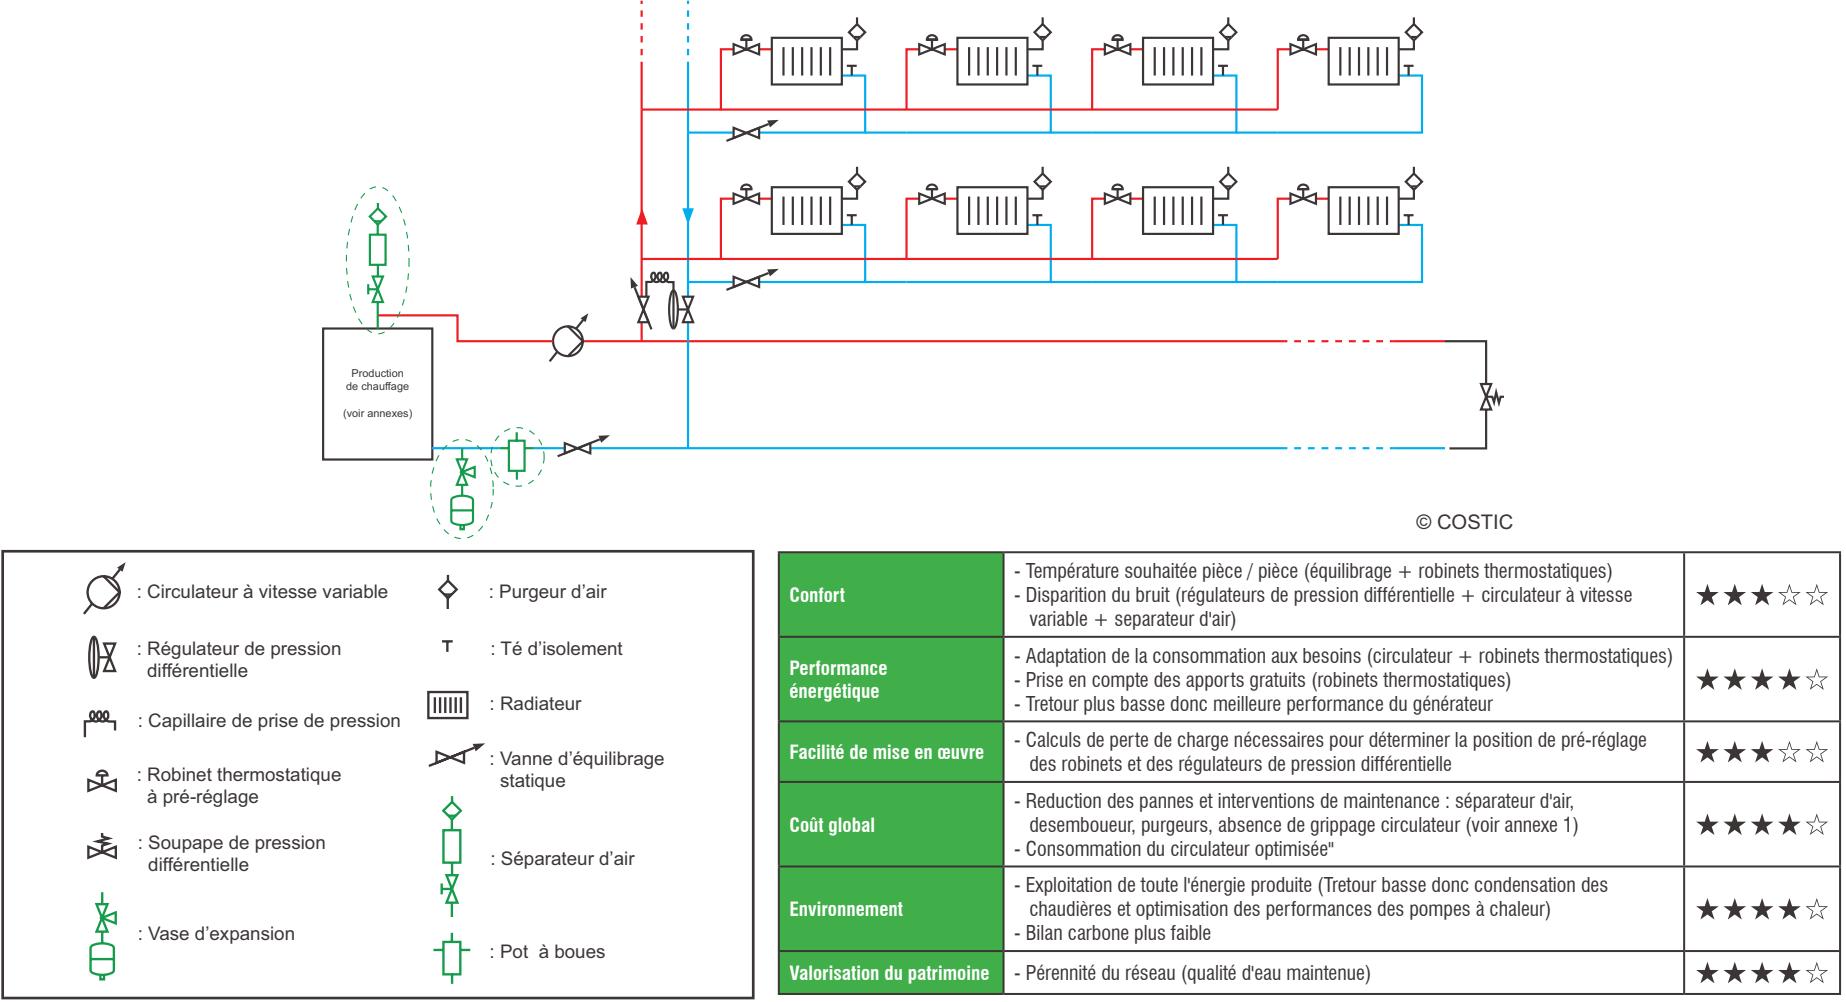 Production
de chauffage
(voir annexes)
© COSTIC
: Circulateur à vitesse variable
: Régulateur de pression
différentielle
: Capillaire de prise de pression
: Robinet thermostatique
à pré-réglage
: Soupape de pression
différentielle
: Vase d'expansion
: Purgeur d'air
T : Té d'isolement
: Radiateur
: Vanne d'équilibrage
statique
: Séparateur d'air
: Pot à boues
Confort
- Température souhaitée pièce / pièce (équilibrage + robinets thermostatiques)
- Disparition du bruit (régulateurs de pression différentielle + circulateur à vitesse
variable + separateur d'air)
★★★☆☆
Performance
énergétique
- Adaptation de la consommation aux besoins (circulateur + robinets thermostatiques)
- Prise en compte des apports gratuits (robinets thermostatiques)
- Tretour plus basse donc meilleure performance du générateur
★★★★☆
Facilité de mise en œuvre
- Calculs de perte de charge nécessaires pour déterminer la position de pré-réglage
des robinets et des régulateurs de pression différentielle
★★★☆☆
Coût global
- Reduction des pannes et interventions de maintenance : séparateur d'air,
desemboueur, purgeurs, absence de grippage circulateur (voir annexe 1)
- Consommation du circulateur optimisée"
★★★★☆
Environnement
- Exploitation de toute l'énergie produite (Tretour basse donc condensation des
chaudières et optimisation des performances des pompes à chaleur)
- Bilan carbone plus faible
★★★★☆
Valorisation du patrimoine
- Pérennité du réseau (qualité d'eau maintenue)
★★★★☆